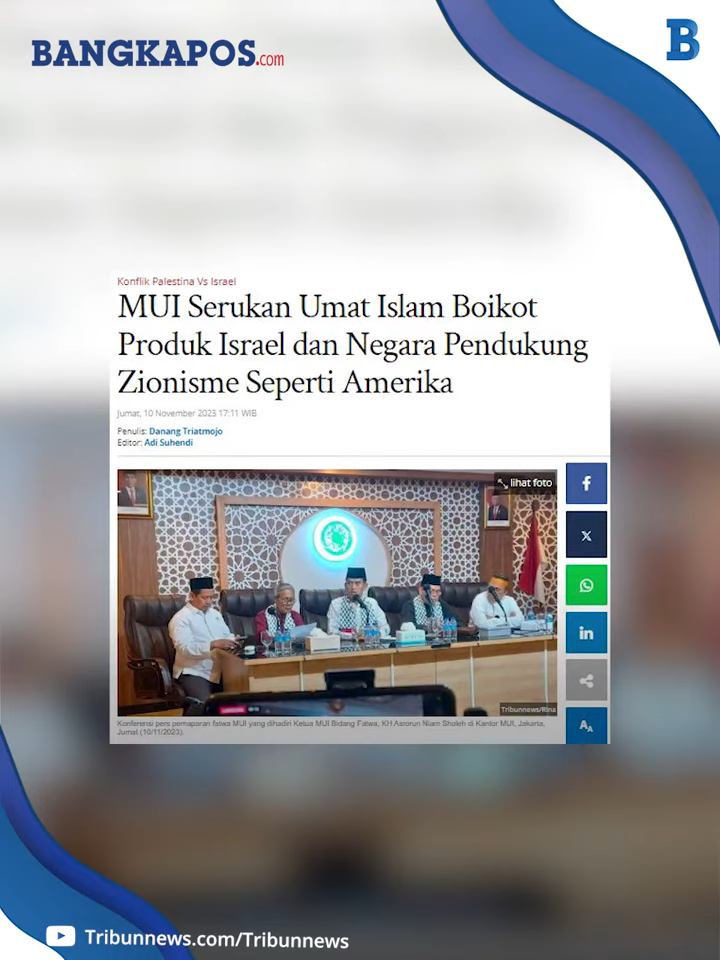 BANGKAPOS.com
B
Konflik Palestina Vs Israel
MUI Serukan Umat Islam Boikot
Produk Israel dan Negara Pendukung
Zionisme Seperti Amerika
Jumat, 10 November 2023 17:11 WIB
Penulis: Danang Triatmojo
Editor: Adi Suhendi
lihat foto
Tribunnews/Rina
Konferensi pers pemaparan fatwa MUI yang dihadiri Ketua MUI Bidang Fatwa, KH Asrorun Niam Sholeh di Kantor MUI, Jakarta,
Jumat (10/11/2023).
f
X
in
AA
Tribunnews.com/Tribunnews